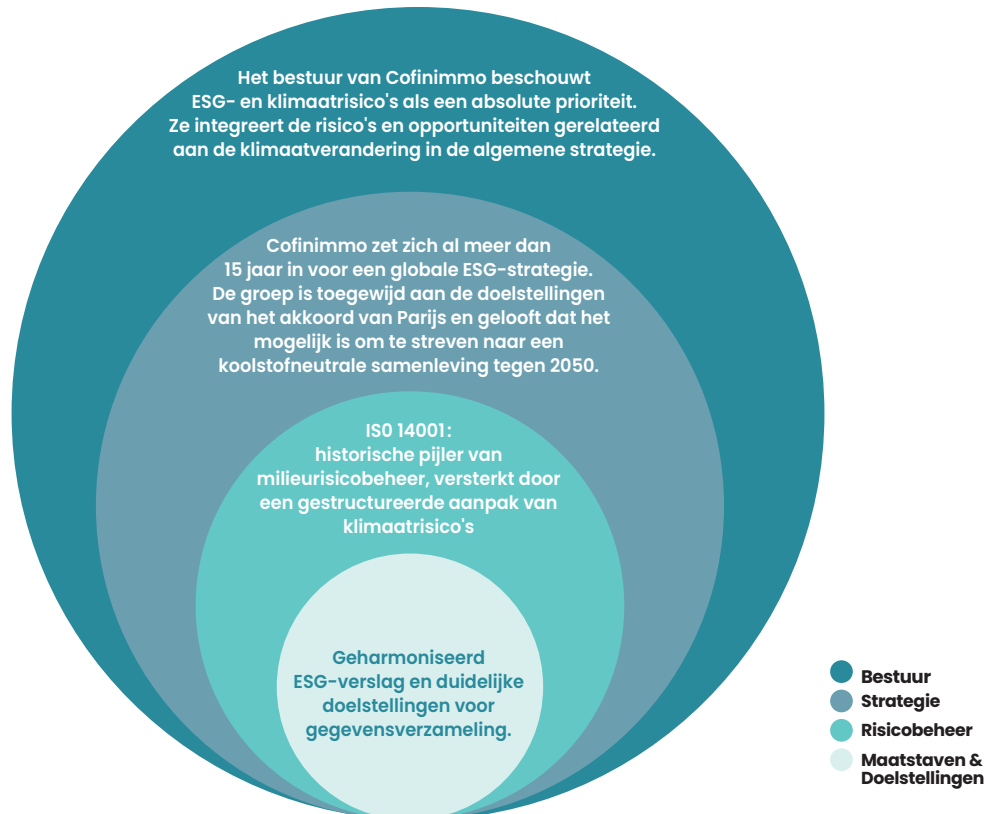 Het bestuur van Cofinimmo beschouwt
ESG- en klimaatrisico's als een absolute prioriteit.
Ze integreert de risico's en opportuniteiten gerelateerd
aan de klimaatverandering in de algemene strategie.
Cofinimmo zet zich al meer dan
15 jaar in voor een globale ESG-strategie.
De groep is toegewijd aan de doelstellingen
van het akkoord van Parijs en gelooft dat het
mogelijk is om te streven naar een
koolstofneutrale samenleving tegen 2050.
IS0 14001:
historische pijler van
milieurisicobeheer, versterkt door
een gestructureerde aanpak van
klimaatrisico's
Geharmoniseerd
ESG-verslag en duidelijke
doelstellingen voor
gegevensverzameling.
Bestuur
Strategie
Risicobeheer
Maatstaven &
Doelstellingen